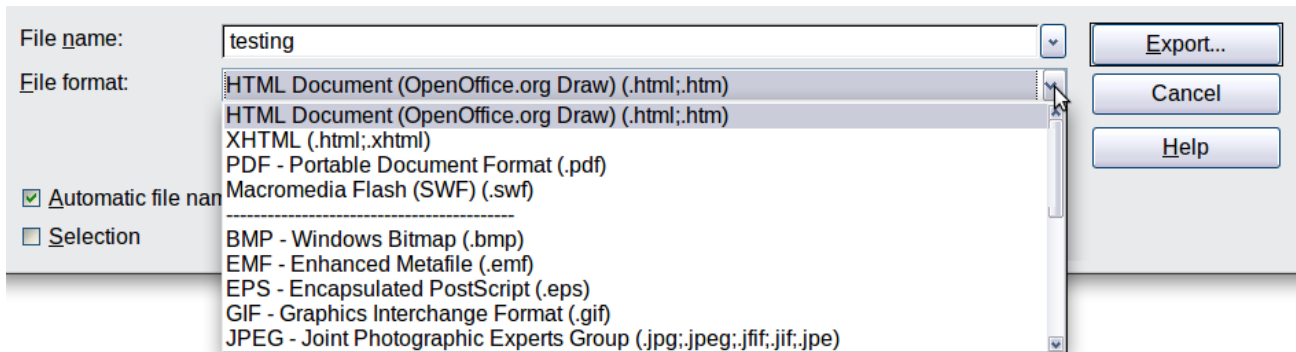 File name:
testing
Export...
File format:
HTML Document (OpenOffice.org Draw) (.html;.htm)
Cancel
HTML Document (OpenOffice.org Draw) (.html;.htm)
XHTML (.html;.xhtml)
Help
PDF - Portable Document Format (.pdf)
Automatic file nam
Macromedia Flash (SWF) (.swf)
------------------------------------------
Selection
BMP - Windows Bitmap (.bmp)
EMF - Enhanced Metafile (.emf)
EPS - Encapsulated PostScript (.eps)
GIF - Graphics Interchange Format (.gif)
JPEG - Joint Photographic Experts Group (.jpg;.jpeg;.jfif;.jif;.jpe)